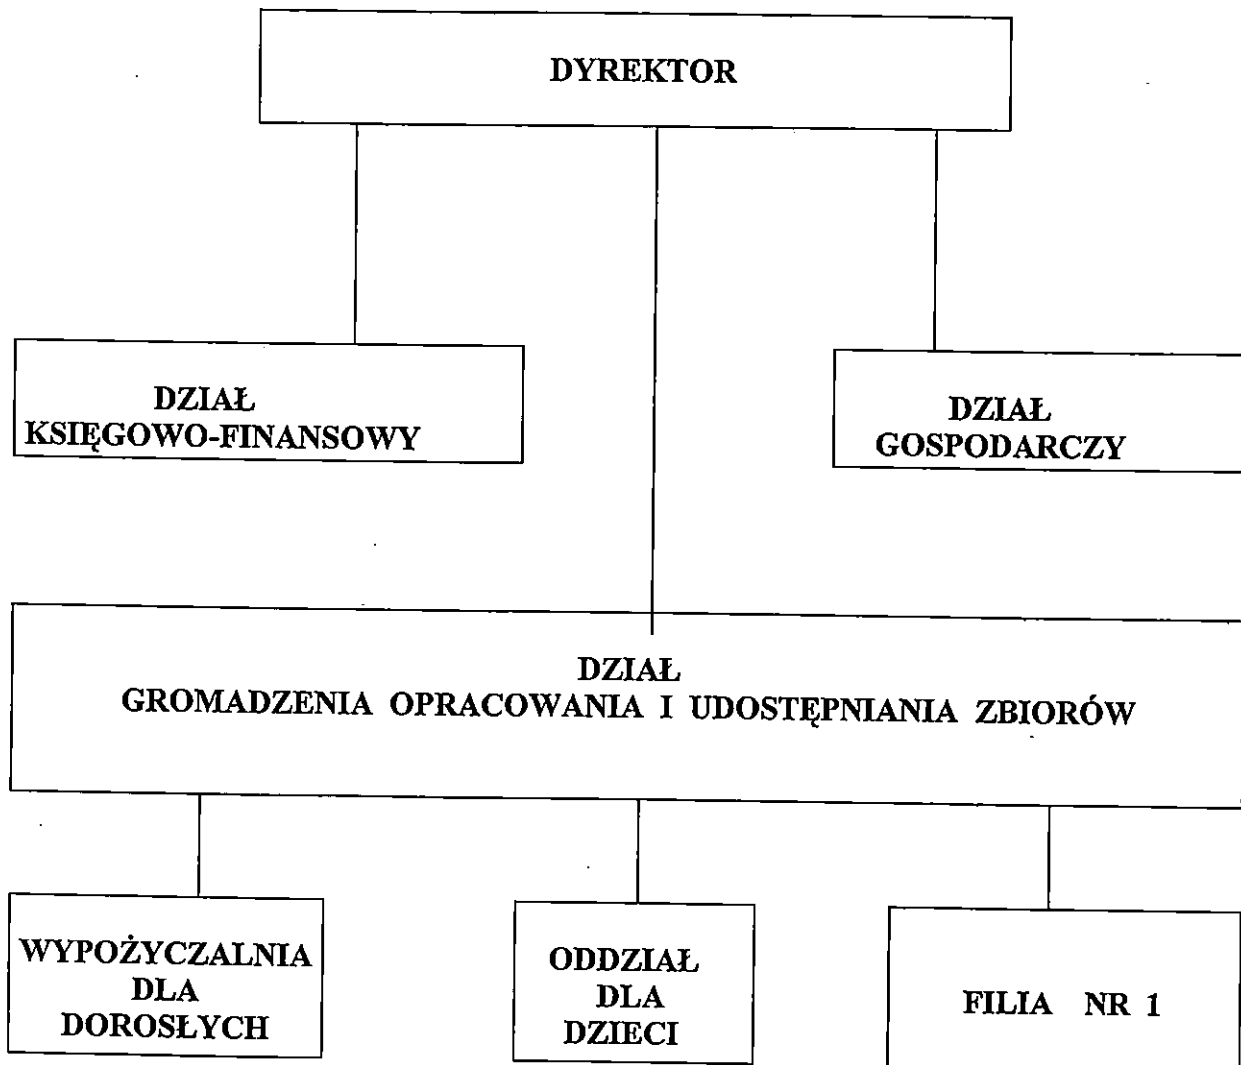 DYREKTOR
DZIAŁ
KSIĘGOWO-FINANSOWY
DZIAŁ
GOSPODARCZY
DZIAŁ
GROMADZENIA OPRACOWANIA I UDOSTĘPNIANIA ZBIORÓW
WYPOŻYCZALNIA
DLA
DOROSŁYCH
ODDZIAŁ
DLA
DZIECI
FILIA NR 1